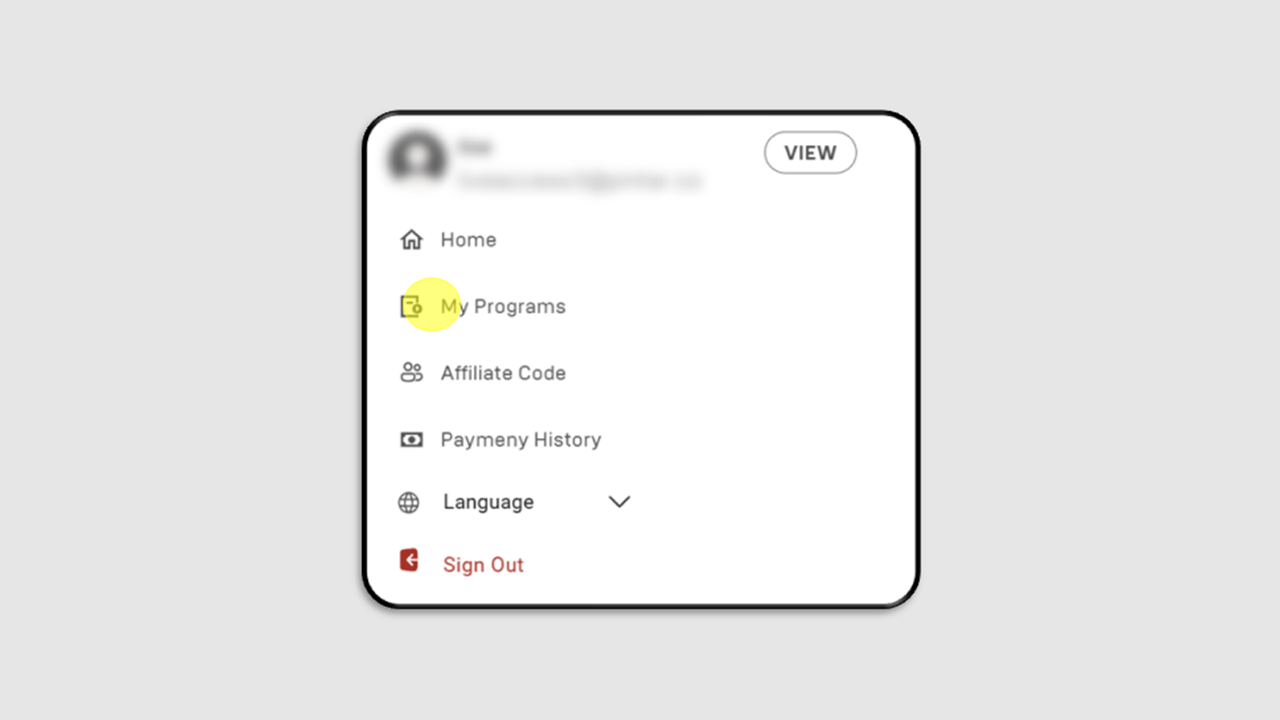 VIEW
Home
My Programs
Affiliate Code
Paymeny History
Language
Sign Out